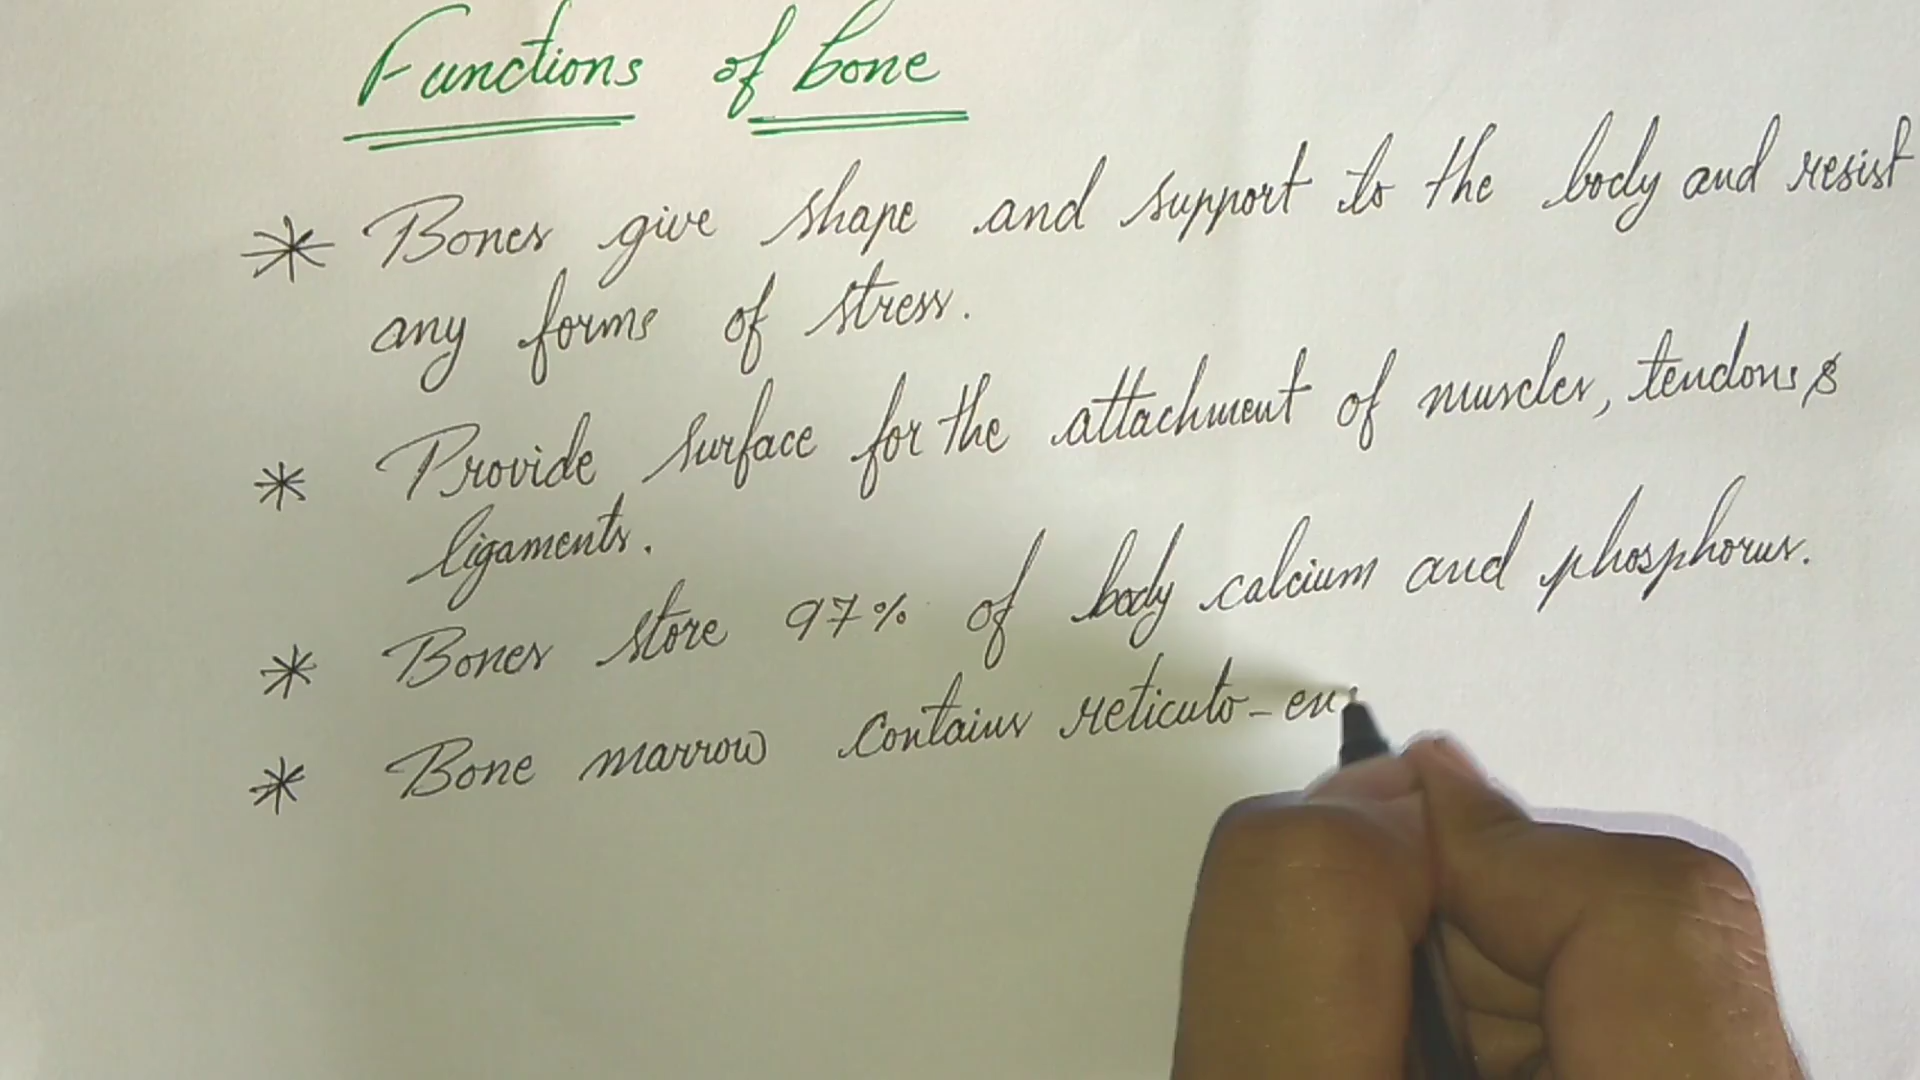 Functions of bone
* Bones give shape and support to the body and resist
any forms of stress.
* Provide surface for the attachment of muscles, tendons &
ligaments.
* Bones store 97% of body calcium and phosphorus.
* Bone marrow contains reticulo-en